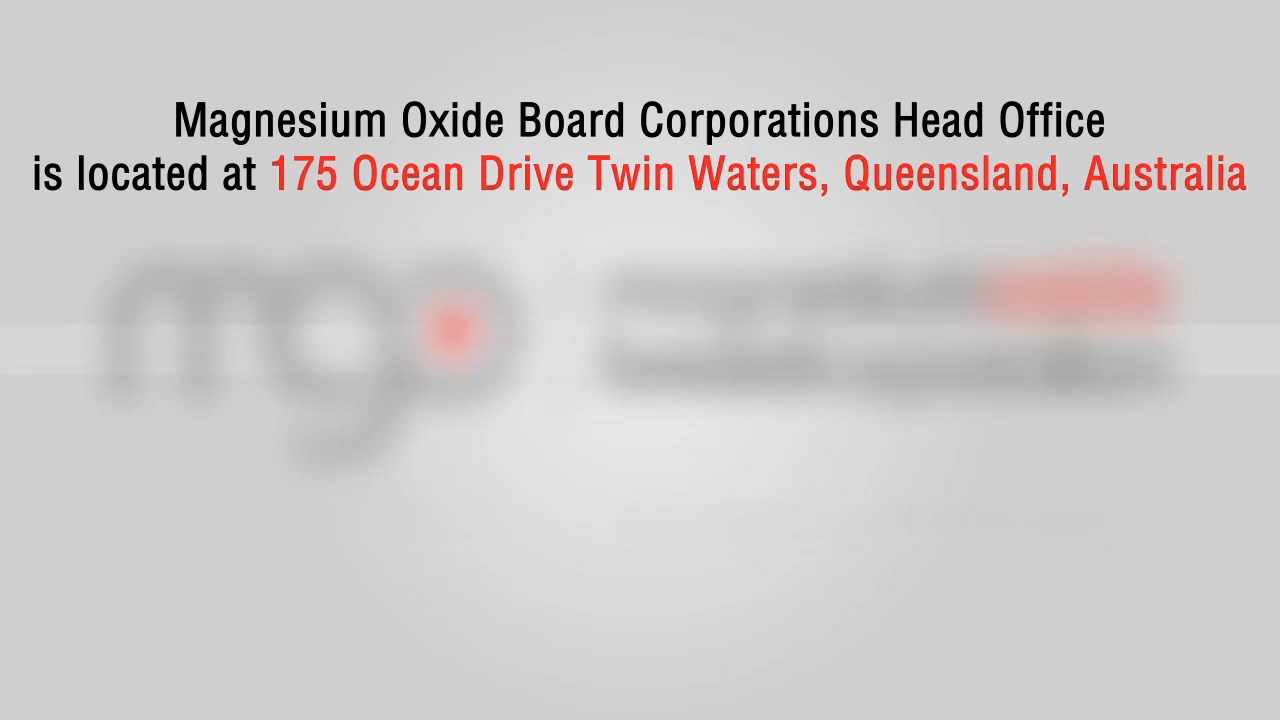 Magnesium Oxide Board Corporations Head Office
is located at 175 Ocean Drive Twin Waters, Queensland, Australia